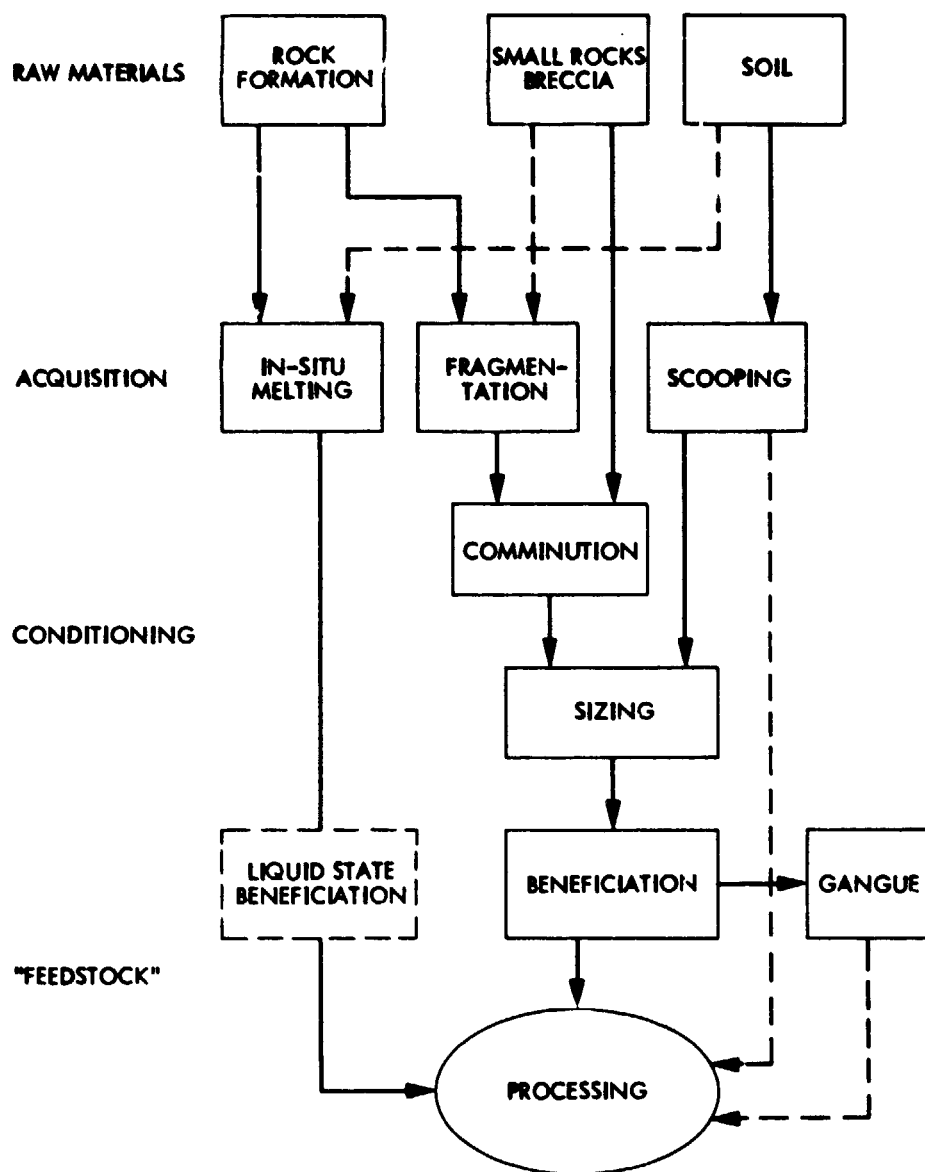 RAW MATERIALS
ROCK
FORMATION
SMALL ROCKS
BRECCIA
SOIL
ACQUISITION
IN-SITU
MELTING
FRAGMEN-
TATION
SCOOPING
COMMINUTION
CONDITIONING
SIZING
LIQUID STATE
BENEFICIATION
BENEFICIATION
GANGUE
"FEEDSTOCK"
PROCESSING